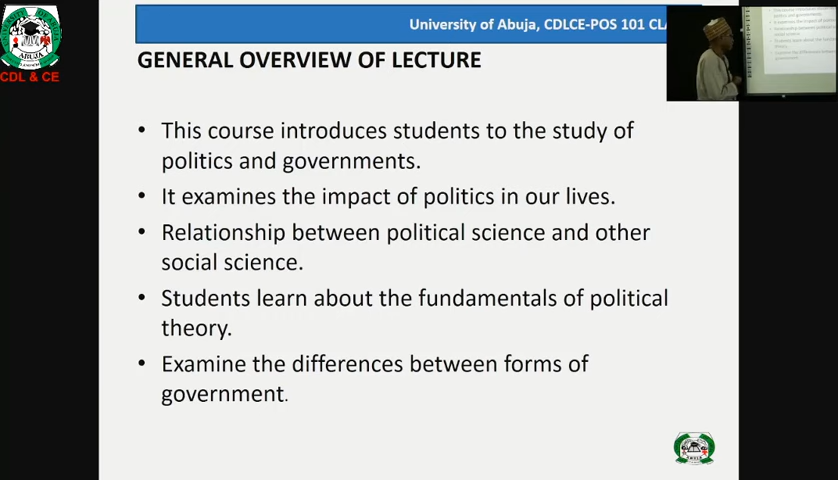 University of Abuja, CDLCE-POS 101 CLA
GENERAL OVERVIEW OF LECTURE
• This course introduces students to the study of
politics and governments.
• It examines the impact of politics in our lives.
• Relationship between political science and other
social science.
• Students learn about the fundamentals of political
theory.
• Examine the differences between forms of
government.
ABUJA
CDL & CE